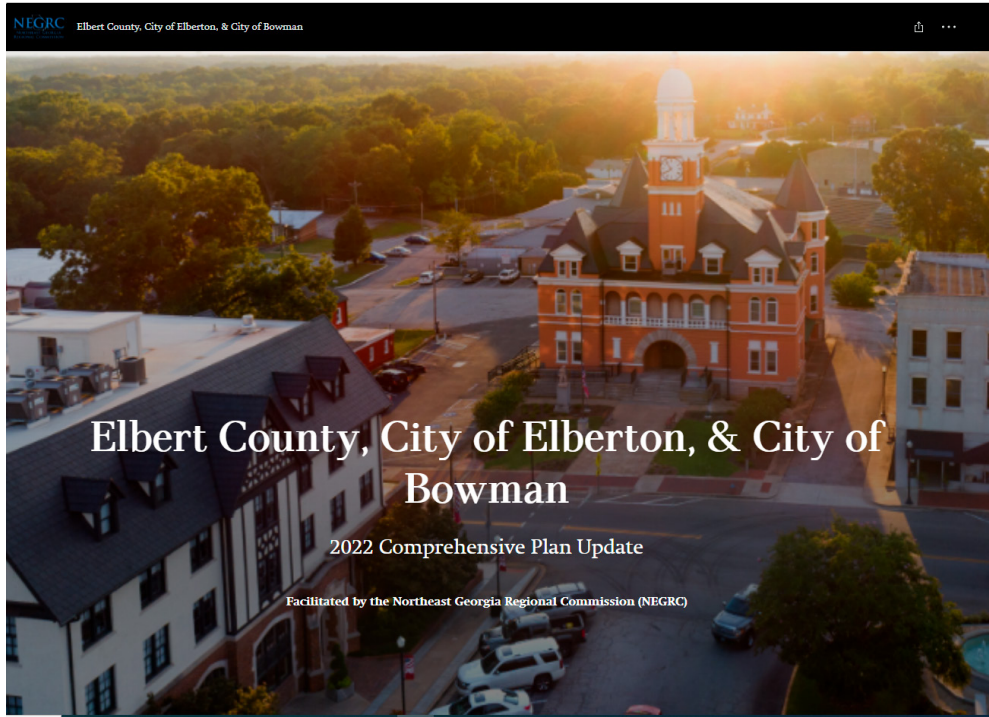 NEGRC
Elbert County, City of Elberton, & City of Bowman
Elbert County, City of Elberton, & City of
Bowman
2022 Comprehensive Plan Update
Facilitated by the Northeast Georgia Regional Commission (NEGRC)